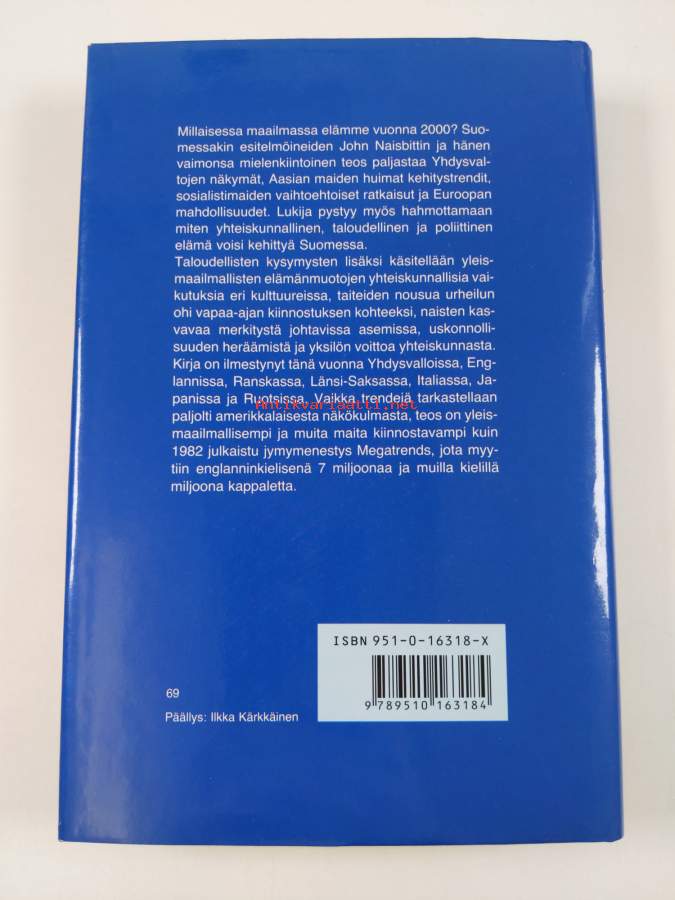 Millaisessa maailmassa elämme vuonna 2000? Suo-
messakin esitelmöineiden John Naisbittin ja hänen
vaimonsa mielenkiintoinen teos paljastaa Yhdysval-
tojen näkymät, Aasian maiden huimat kehitystrendit,
sosialistimaiden vaihtoehtoiset ratkaisut ja Euroopan
mahdollisuudet. Lukija pystyy myös hahmottamaan
miten yhteiskunnallinen, taloudellinen ja poliittinen
elämä voisi kehittyä Suomessa.
Taloudellisten kysymysten lisäksi käsitellään yleis-
maailmallisten elämänmuotojen yhteiskunnallisia vai-
kutuksia eri kulttuureissa, taiteiden nousua urheilun
ohi vapaa-ajan kiinnostuksen kohteeksi, naisten kas-
vavaa merkitystä johtavissa asemissa, uskonnolli-
suuden heräämistä ja yksilön voittoa yhteiskunnasta.
Kirja on ilmestynyt tänä vuonna Yhdysvalloissa, Eng-
lannissa, Ranskassa, Länsi-Saksassa, Italiassa, Ja-
panissa ja Ruotsissa. Vaikka trendejä tarkastellaan
Antikvariaatti.net
paljolti amerikkalaisesta näkökulmasta, teos on yleis-
maailmallisempi ja muita maita kiinnostavampi kuin
1982 julkaistu jymymenestys Megatrends, jota myy-
tiin englanninkielisenä 7 miljoonaa ja muilla kielillä
miljoona kappaletta.
ISBN 951-0-16318-X
9 789510 163184
69
Päällys: Ilkka Kärkkäinen